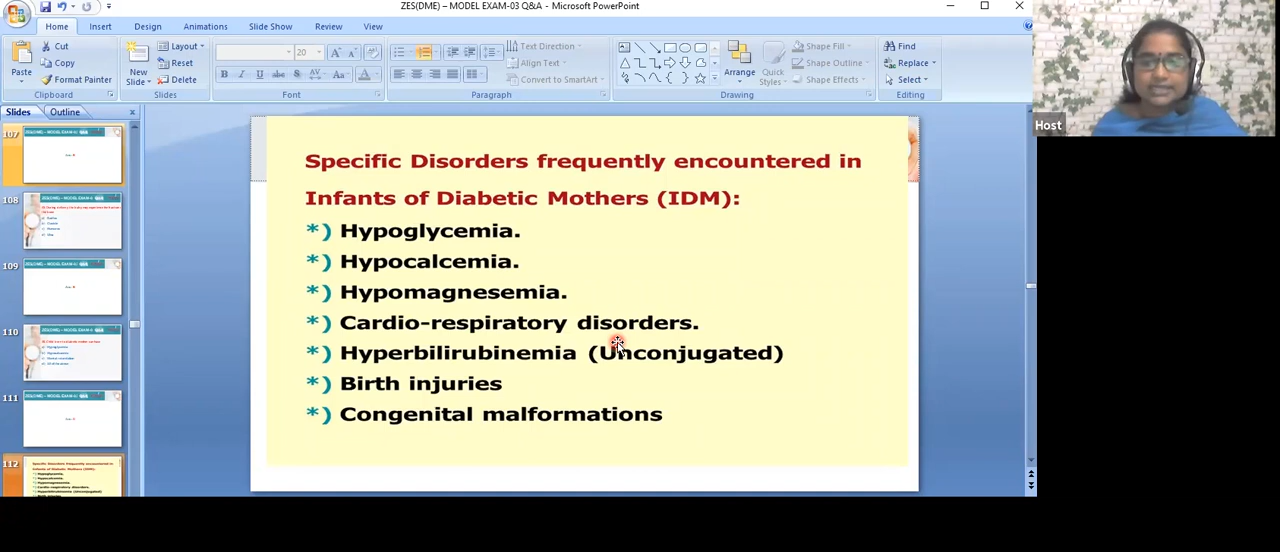 ZES(DME) - MODEL EXAM-03 Q&A - Microsoft PowerPoint
Home Insert Design Animations Slide Show Review View
Cut
Copy
Format Painter
Paste
Clipboard
New Slide
Layout
Reset
Delete
Slides
20
Font
Paragraph
Text Direction
Align Text
Convert to SmartArt
Arrange
Quick Styles
Shape Fill
Shape Outline
Shape Effects
Drawing
Find
Replace
Select
Editing
Host
Slides Outline
107
108
109
110
111
112
Specific Disorders frequently encountered in
Infants of Diabetic Mothers (IDM):
*) Hypoglycemia.
*) Hypocalcemia.
*) Hypomagnesemia.
*) Cardio-respiratory disorders.
*) Hyperbilirubinemia (Unconjugated)
*) Birth injuries
*) Congenital malformations